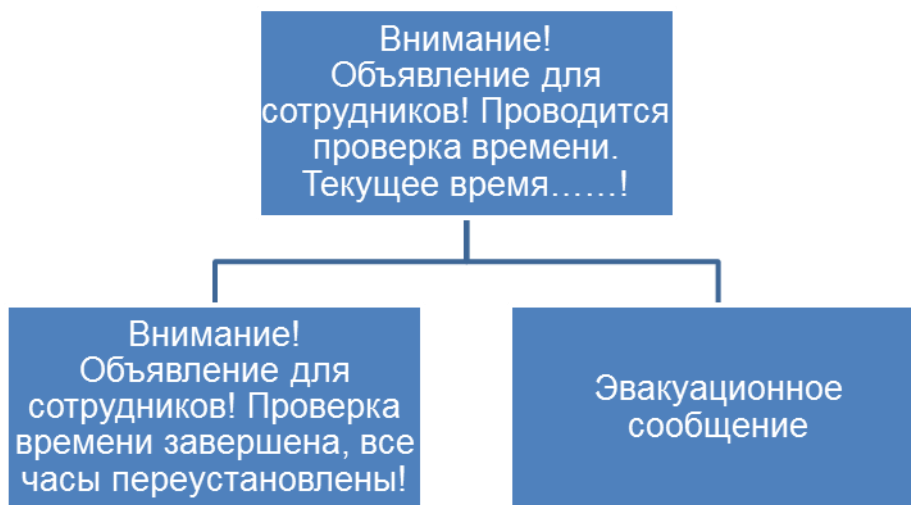 Внимание!
Объявление для
сотрудников! Проводится
проверка времени.
Текущее время……!
Внимание!
Объявление для
сотрудников! Проверка
времени завершена, все
часы переустановлены!
Эвакуационное
сообщение